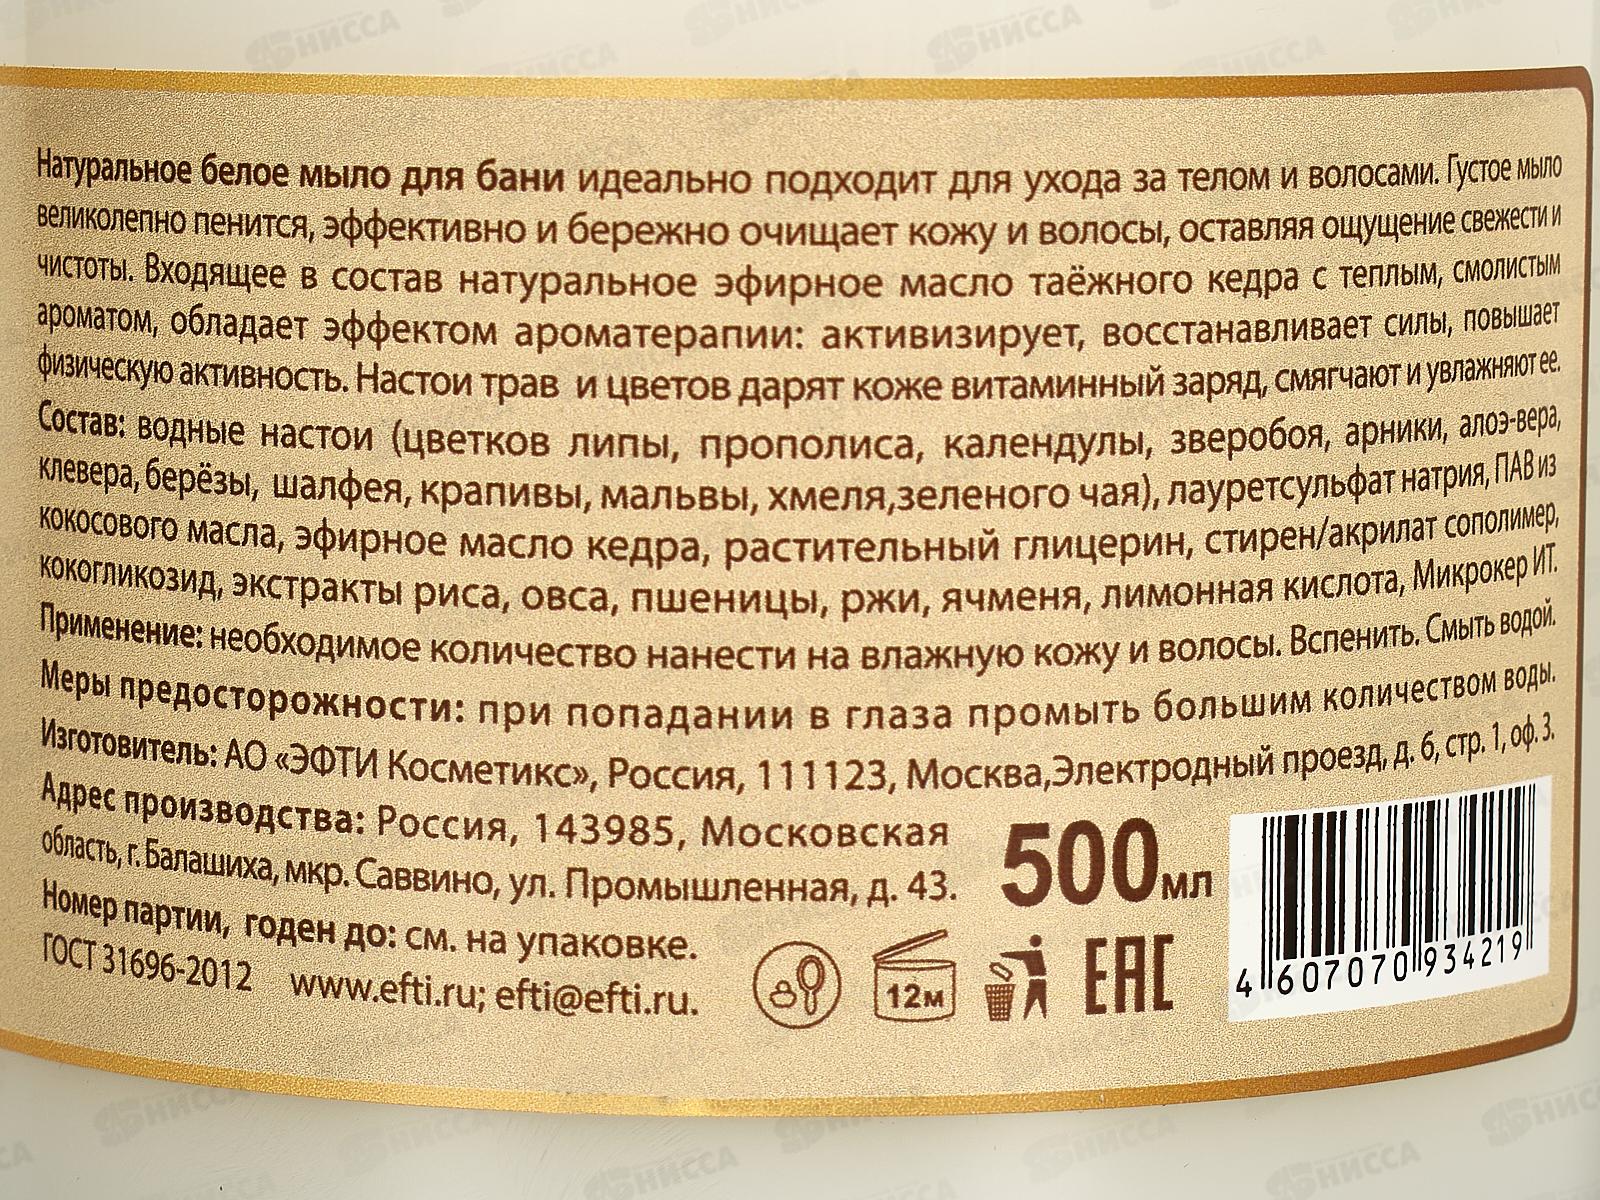 Натуральное белое мыло для бани идеально подходит для ухода за телом и волосами. Густое мыло
великолепно пенится, эффективно и бережно очищает кожу и волосы, оставляя ощущение свежести и
чистоты. Входящее в состав натуральное эфирное масло таёжного кедра с теплым, смолистым
ароматом, обладает эффектом ароматерапии: активизирует, восстанавливает силы, повышает
физическую активность. Настои трав и цветов дарят коже витаминный заряд, смягчают и увлажняют ее.
Состав: водные настои (цветков липы, прополиса, календулы, зверобоя, арники, алоэ-вера,
клевера, берёзы, шалфея, крапивы, мальвы, хмеля,зеленого чая), лауретсульфат натрия, ПАВ из
кокосового масла, эфирное масло кедра, растительный глицерин, стирен/акрилат сополимер,
кокогликозид, экстракты риса, овса, пшеницы, ржи, ячменя, лимонная кислота, Микрокер ИТ.
Применение: необходимое количество нанести на влажную кожу и волосы. Вспенить. Смыть водой.
Меры предосторожности: при попадании в глаза промыть большим количеством воды.
Изготовитель: АО «ЭФТИ Косметикс», Россия, 111123, Москва,Электродный проезд, д. 6, стр. 1, оф. 3.
Адрес производства: Россия, 143985, Московская
область, г. Балашиха, мкр. Саввино, ул. Промышленная, д. 43.
Номер партии, годен до: см. на упаковке.
ГОСТ 31696-2012 www.efti.ru; efti@efti.ru.
500мл
12м
ЕАС
4 607070 934219
НИССА